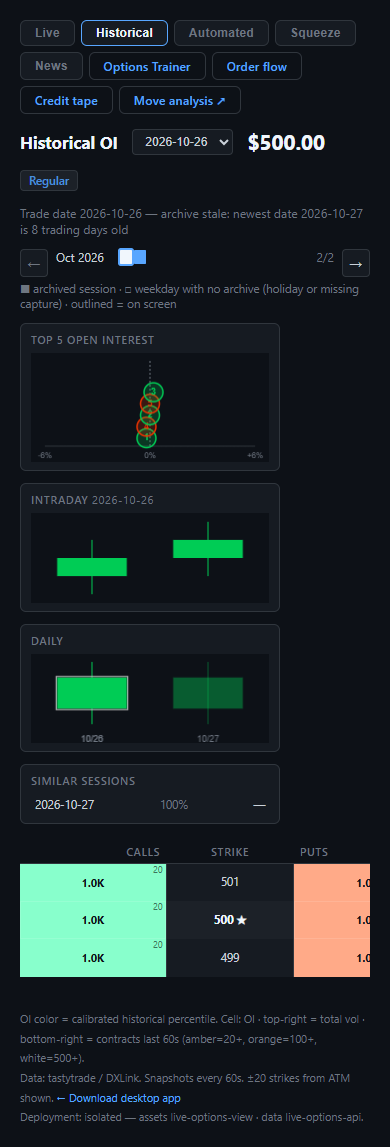 Live Historical Automated Squeeze
News Options Trainer Order flow
Credit tape Move analysis ↗
Historical OI 2026-10-26 $500.00
Regular
Trade date 2026-10-26 — archive stale: newest date 2026-10-27
is 8 trading days old
← Oct 2026 2/2 →
■ archived session · □ weekday with no archive (holiday or missing
capture) · outlined = on screen
TOP 5 OPEN INTEREST
-6% 0% +6%
INTRADAY 2026-10-26
DAILY
10/26 10/27
SIMILAR SESSIONS
2026-10-27 100% —
CALLS STRIKE PUTS
20
1.0K 501 1.0
20
1.0K 500 ★ 1.0
20
1.0K 499 1.0
OI color = calibrated historical percentile. Cell: OI · top-right = total vol ·
bottom-right = contracts last 60s (amber=20+, orange=100+,
white=500+).
Data: tastytrade / DXLink. Snapshots every 60s. ±20 strikes from ATM
shown. ← Download desktop app
Deployment: isolated — assets live-options-view · data live-options-api.